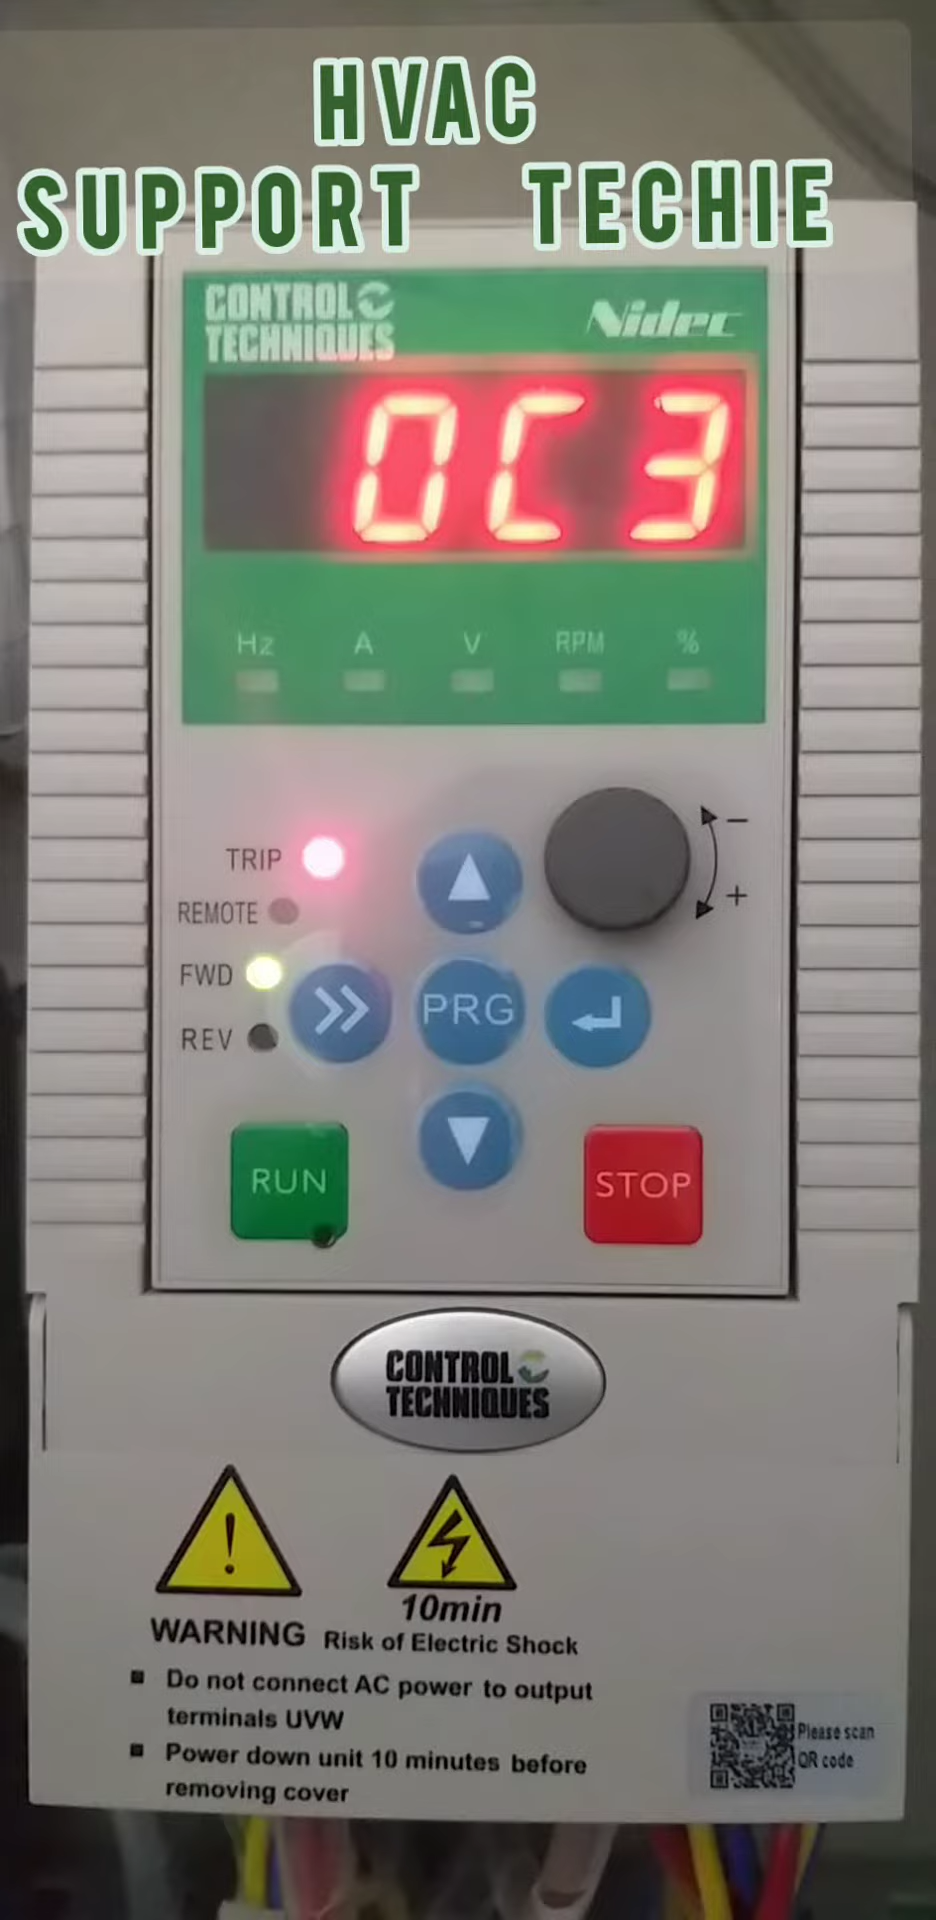 HVAC
SUPPORT TECHIE
CONTROL
TECHNIQUES
Nidec
OC3
Hz A V RPM %
TRIP
REMOTE
FWD
REV
PRG
- 
+
RUN
STOP
CONTROL
TECHNIQUES
10min
WARNING Risk of Electric Shock
Do not connect AC power to output
terminals UVW
Power down unit 10 minutes before
removing cover
Please scan
QR code